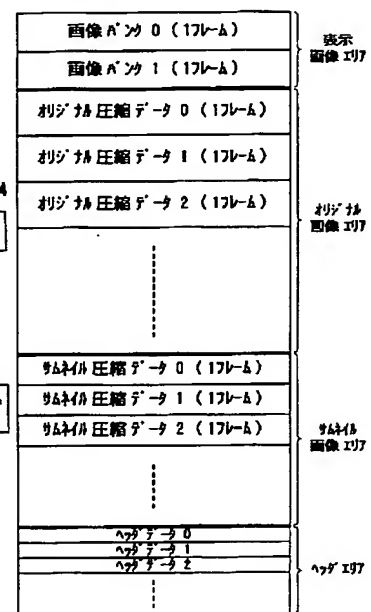 画像バンク 0 (1フレーム)
画像バンク 1 (1フレーム)
表示
画像エリア
オリジナル圧縮データ 0 (1フレーム)
オリジナル圧縮データ 1 (1フレーム)
4
オリジナル圧縮データ 2 (1フレーム)
オリジナル
画像エリア
サムネイル圧縮データ 0 (1フレーム)
サムネイル圧縮データ 1 (1フレーム)
サムネイル圧縮データ 2 (1フレーム)
サムネイル
画像エリア
ヘッダデータ 0
ヘッダデータ 1
ヘッダデータ 2
ヘッダエリア